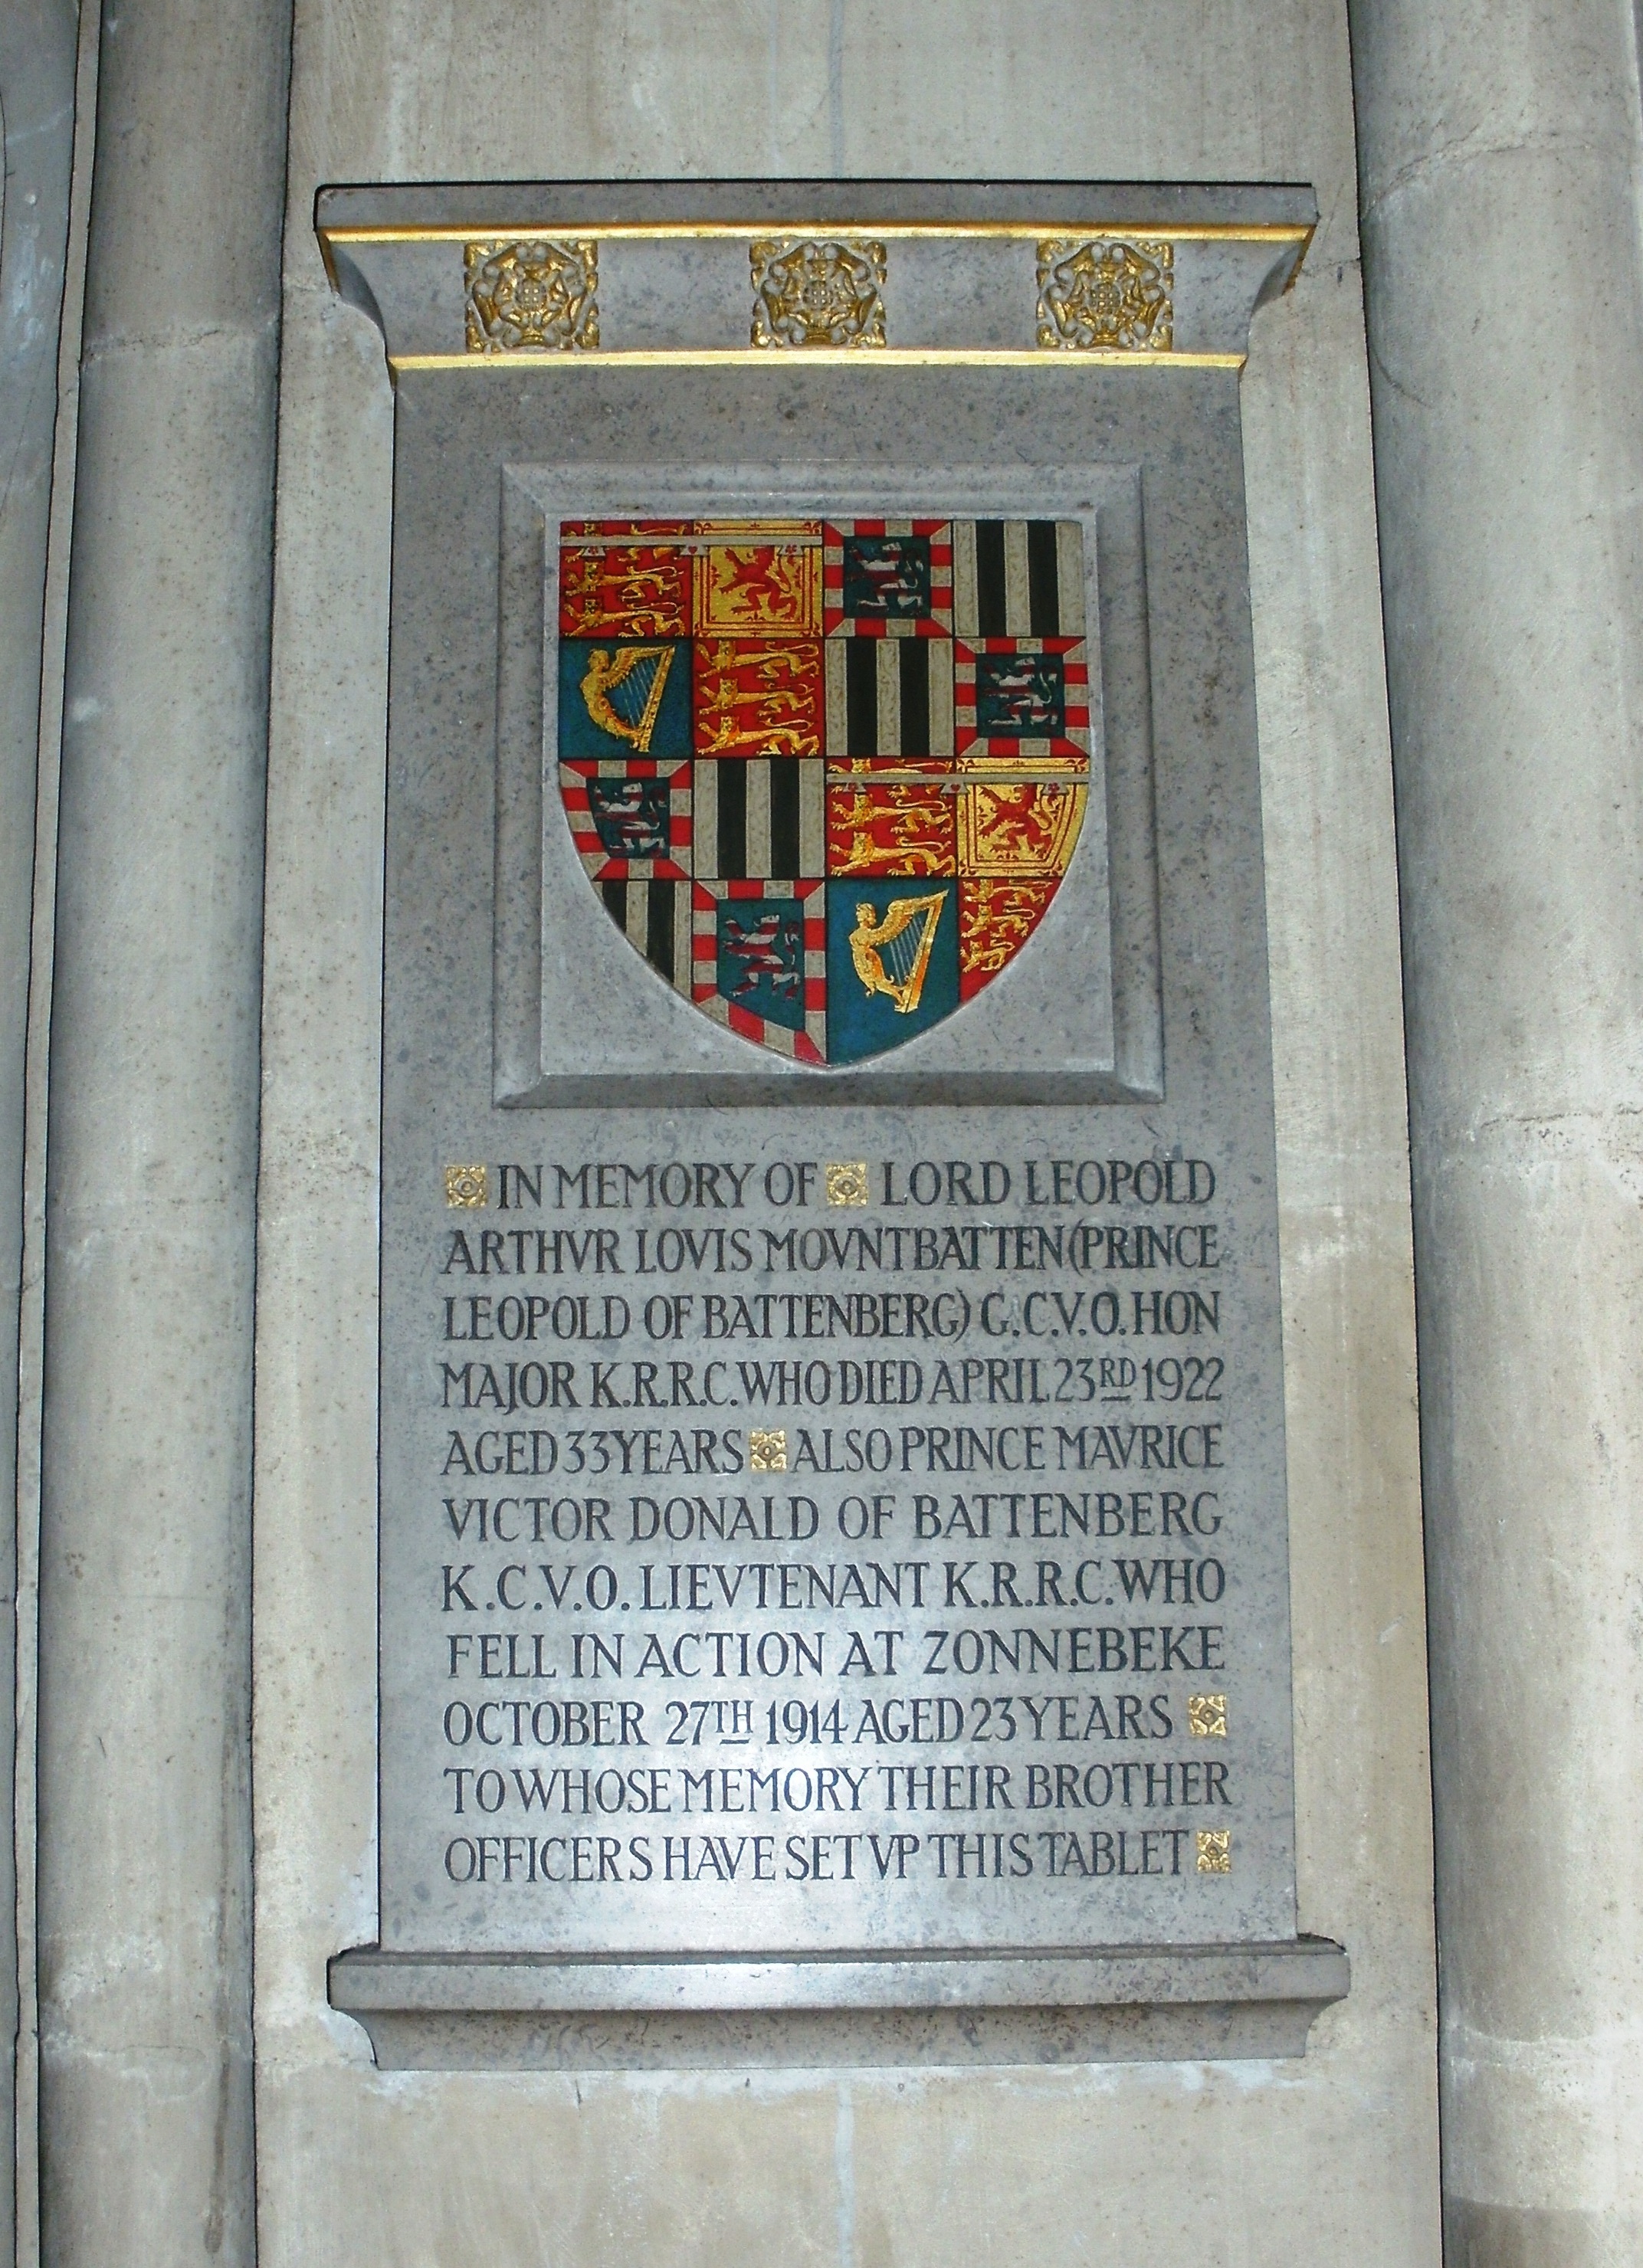 IN MEMORY OF LORD LEOPOLD
ARTHVR LOVIS MOVNTBATTEN (PRINCE
LEOPOLD OF BATTENBERG) G.C.V.O. HON
MAJOR K.R.R.C. WHO DIED APRIL 23RD 1922
AGED 33 YEARS ALSO PRINCE MAVRICE
VICTOR DONALD OF BATTENBERG
K.C.V.O. LIEVTENANT K.R.R.C. WHO
FELL IN ACTION AT ZONNEBEKE
OCTOBER 27TH 1914 AGED 23 YEARS
TO WHOSE MEMORY THEIR BROTHER
OFFICERS HAVE SET VP THIS TABLET